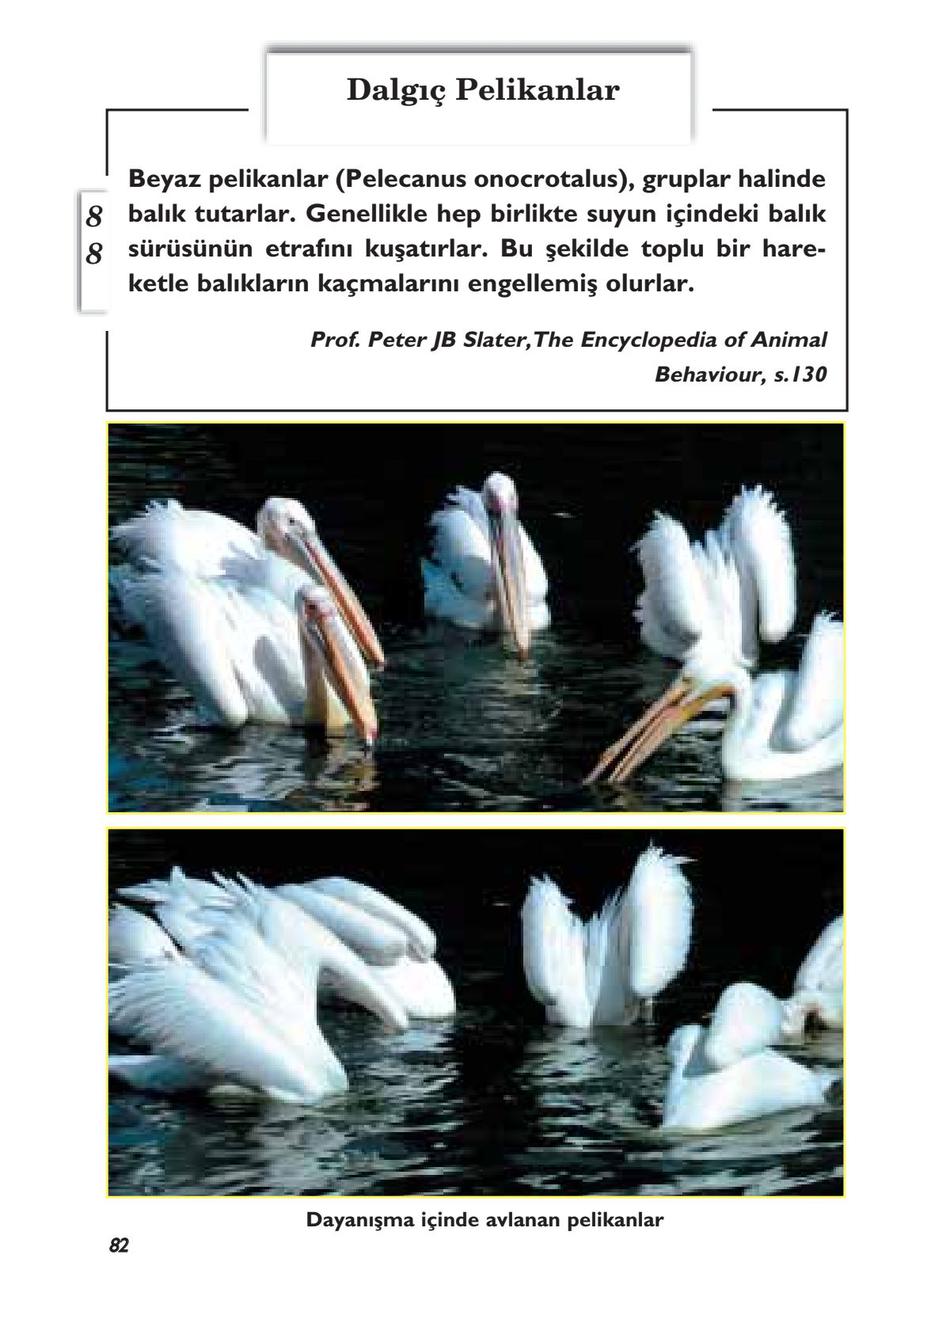 Dalgıç Pelikanlar
8
8
Beyaz pelikanlar (Pelecanus onocrotalus), gruplar halinde
balık tutarlar. Genellikle hep birlikte suyun içindeki balık
sürüsünün etrafını kuşatırlar. Bu şekilde toplu bir hare-
ketle balıkların kaçmalarını engellemiş olurlar.
Prof. Peter JB Slater,The Encyclopedia of Animal
Behaviour, s.130
Dayanışma içinde avlanan pelikanlar
82